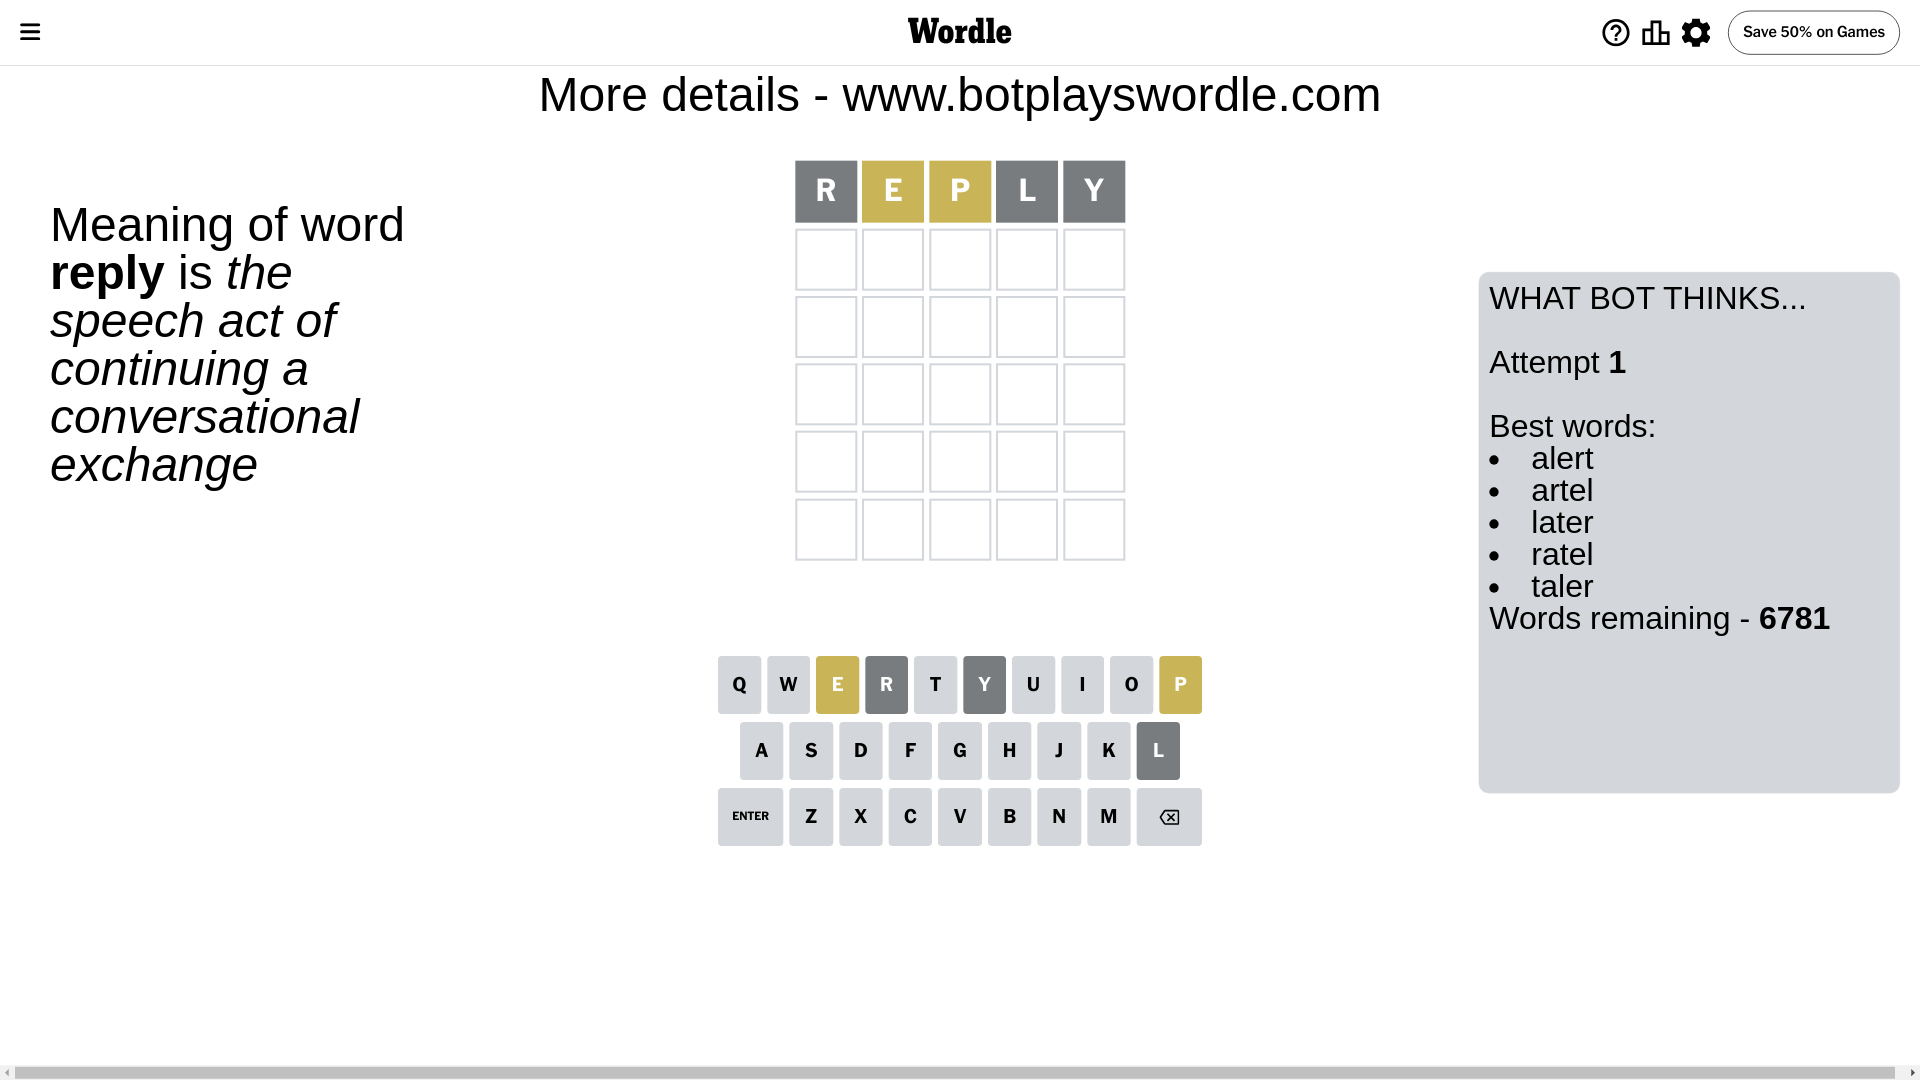 Wordle
Save 50% on Games
More details - www.botplayswordle.com
REPLY
Meaning of word
reply is the
speech act of
continuing a
conversational
exchange
WHAT BOT THINKS...
Attempt 1
Best words:
• alert
• artel
• later
• ratel
• taler
Words remaining - 6781
Q W E R T Y U I O P
A S D F G H J K L
ENTER Z X C V B N M